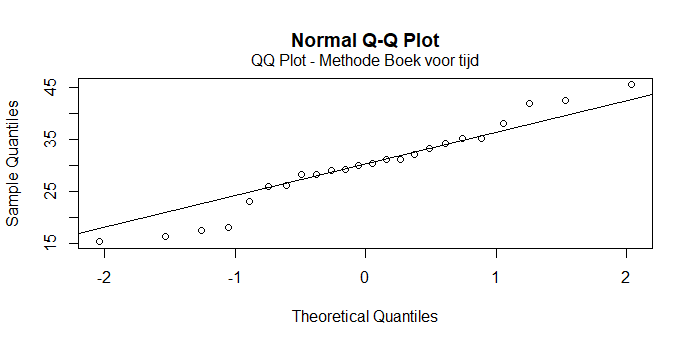 Normal Q-Q Plot
QQ Plot - Methode Boek voor tijd
Sample Quantiles
45
35
25
15
-2
-1
0
1
2
Theoretical Quantiles